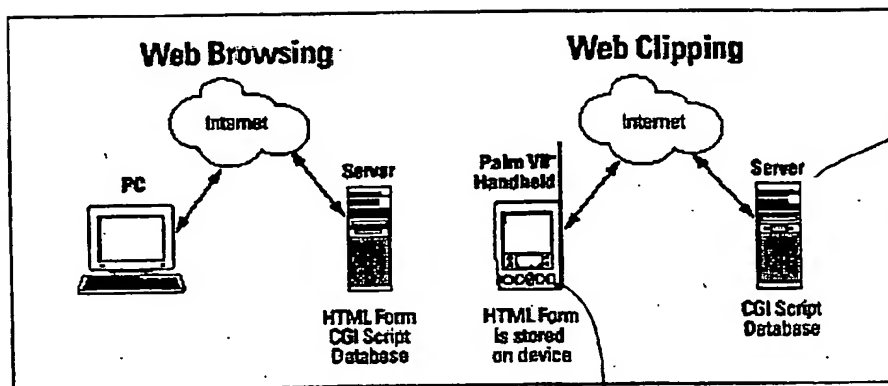 Web Browsing
Internet
PC
Server
HTML Form
CGI Script
Database
Web Clipping
Internet
Palm VII™
Handheld
Server
HTML Form
is stored
on device
CGI Script
Database